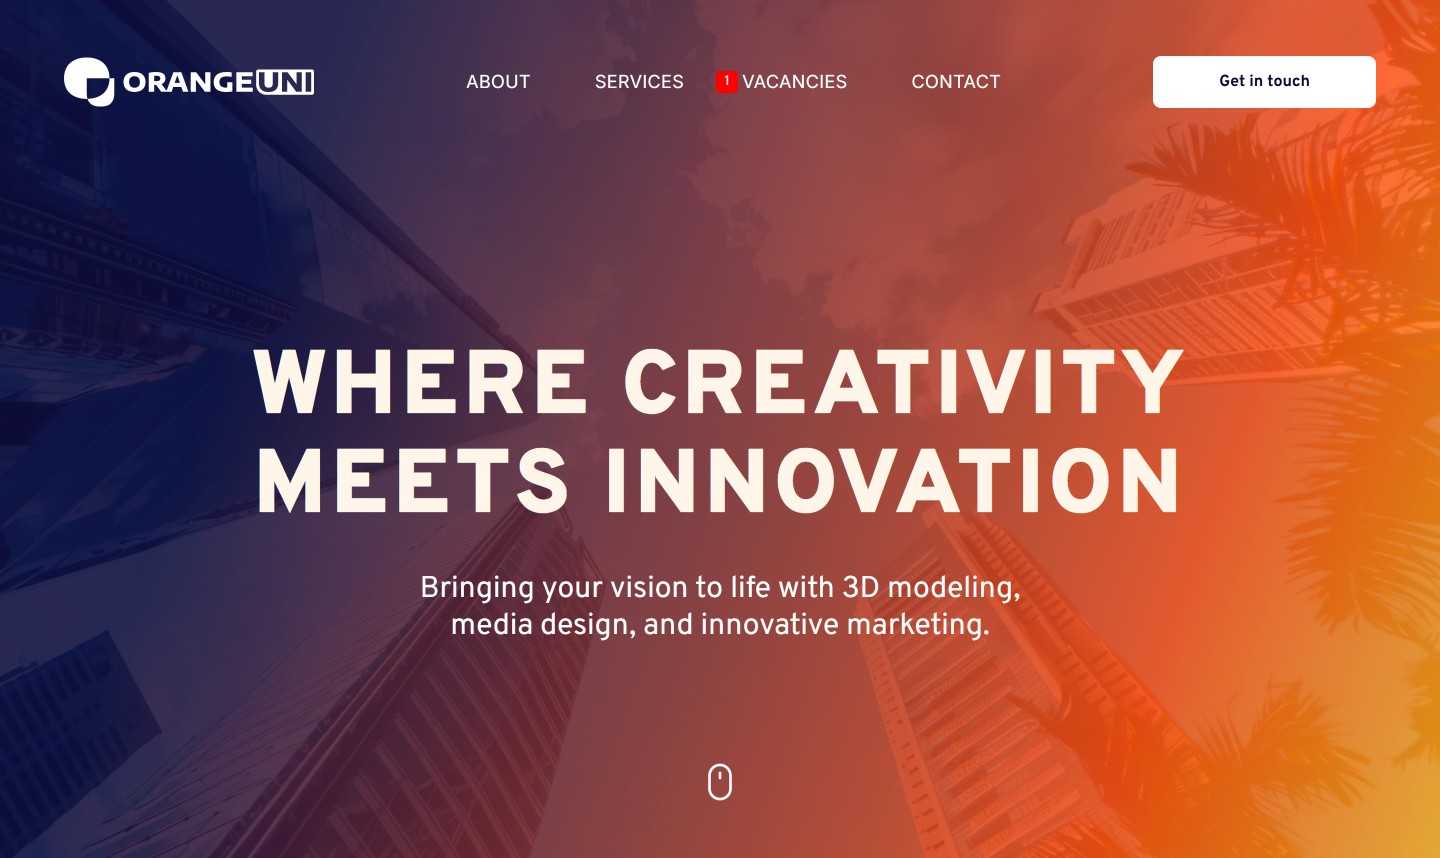 ORANGEUNI
ABOUT
SERVICES
1 VACANCIES
CONTACT
Get in touch
WHERE CREATIVITY
MEETS INNOVATION
Bringing your vision to life with 3D modeling,
media design, and innovative marketing.